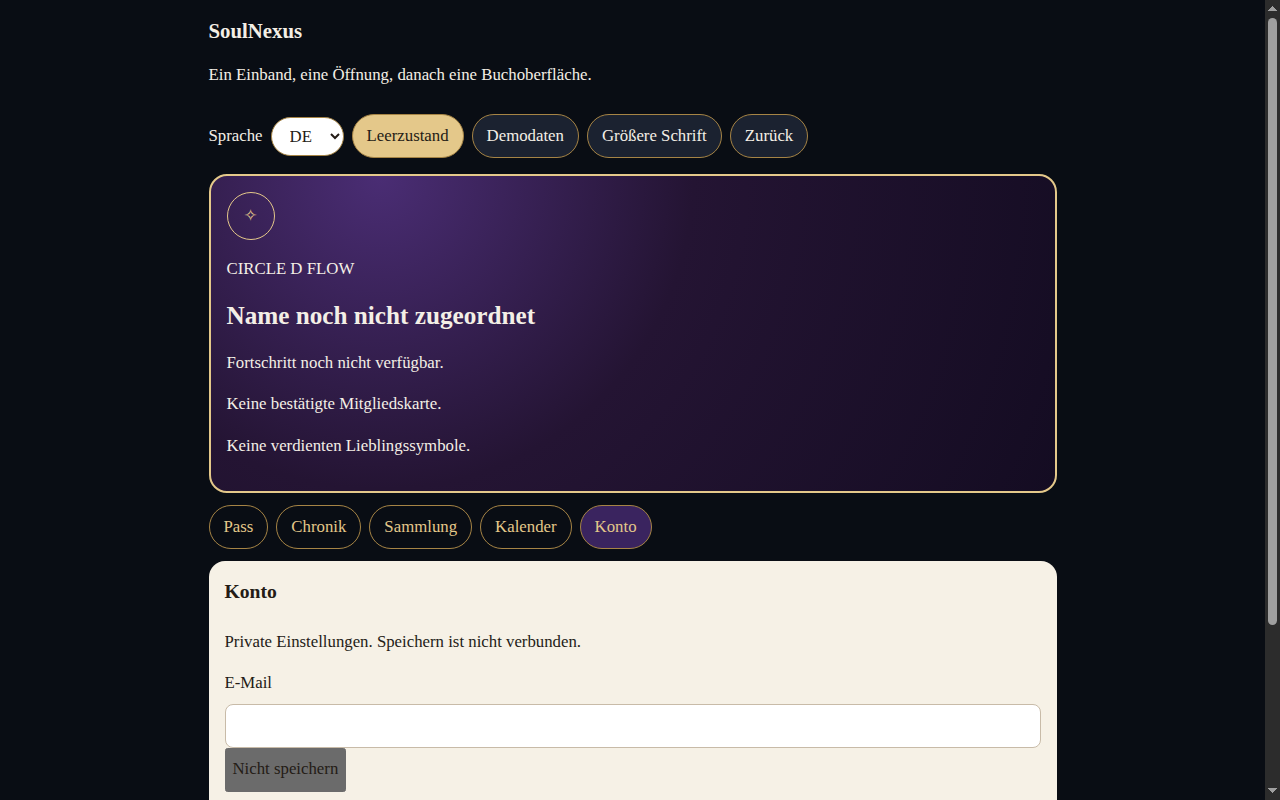 SoulNexus
Ein Einband, eine Öffnung, danach eine Buchoberfläche.
Sprache DE Leerzustand Demodaten Größere Schrift Zurück
CIRCLE D FLOW
Name noch nicht zugeordnet
Fortschritt noch nicht verfügbar.
Keine bestätigte Mitgliedskarte.
Keine verdienten Lieblingssymbole.
Pass Chronik Sammlung Kalender Konto
Konto
Private Einstellungen. Speichern ist nicht verbunden.
E-Mail
Nicht speichern